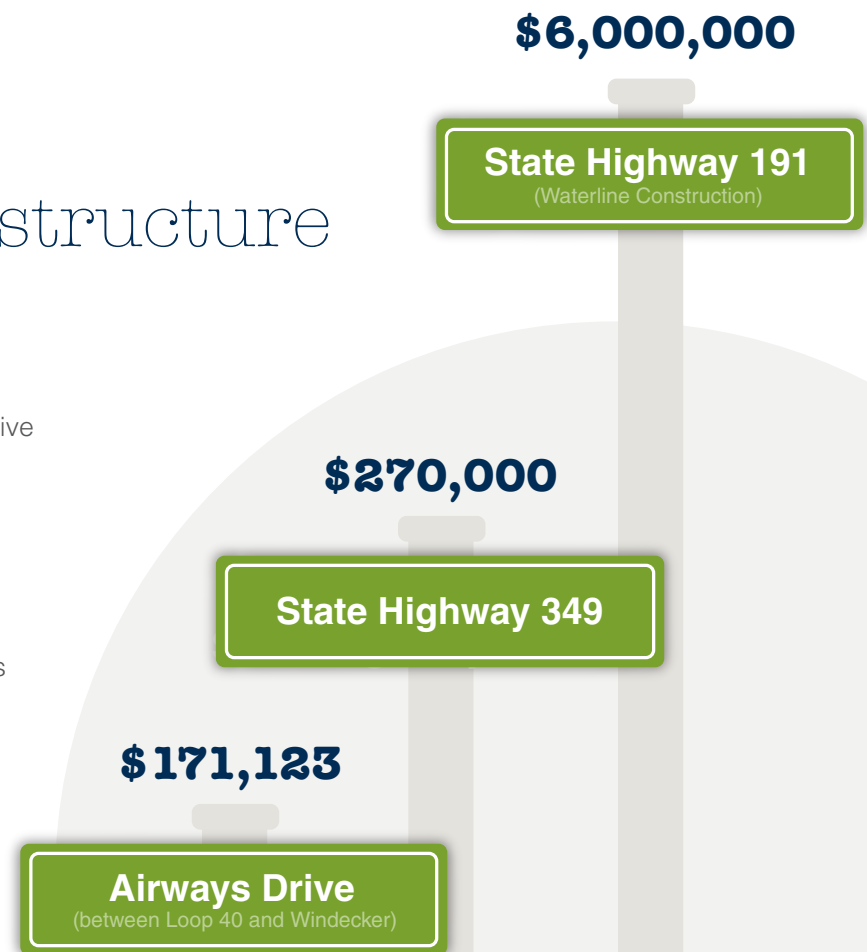 $6,000,000
State Highway 191
(Waterline Construction)
structure
ive
$270,000
State Highway 349
s
$171,123
Airways Drive
(between Loop 40 and Windecker)